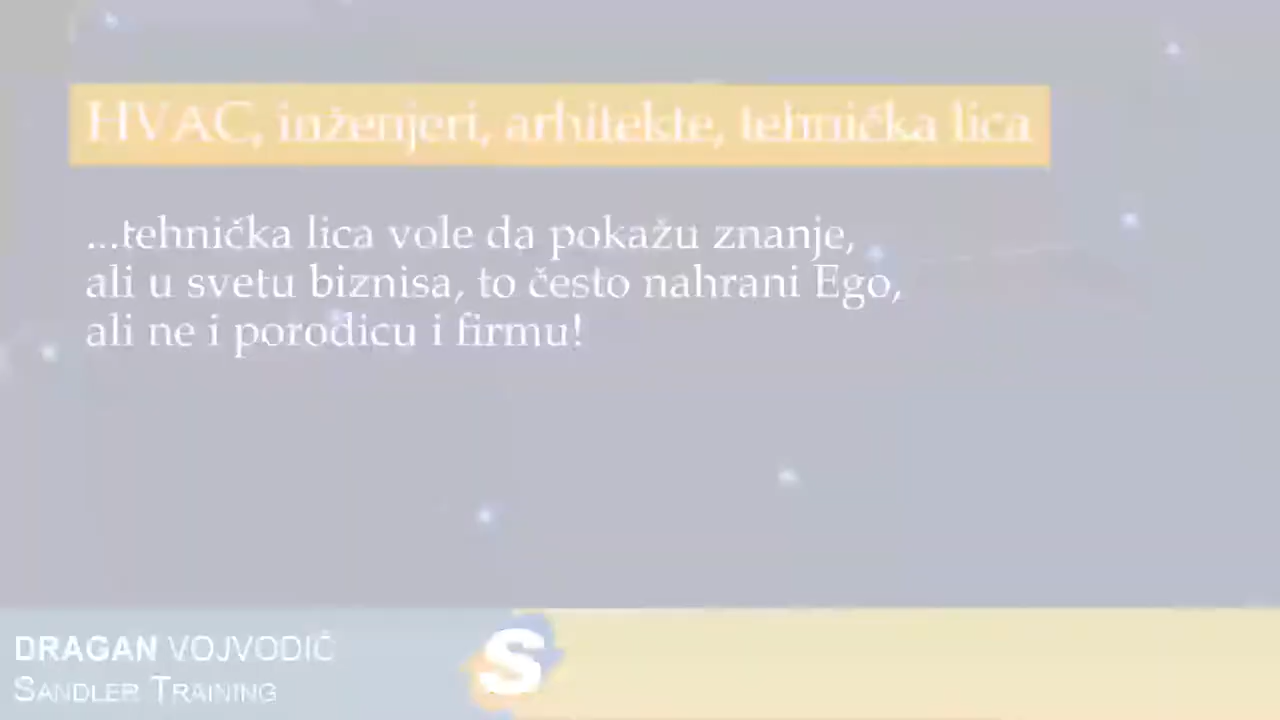 HVAC, inženjeri, arhitekte, tehnička lica
...tehnička lica vole da pokažu znanje,
ali u svetu biznisa, to često nahrani Ego,
ali ne i porodicu i firmu!
DRAGAN VOJVODIĆ
S
SANDLER TRAINING